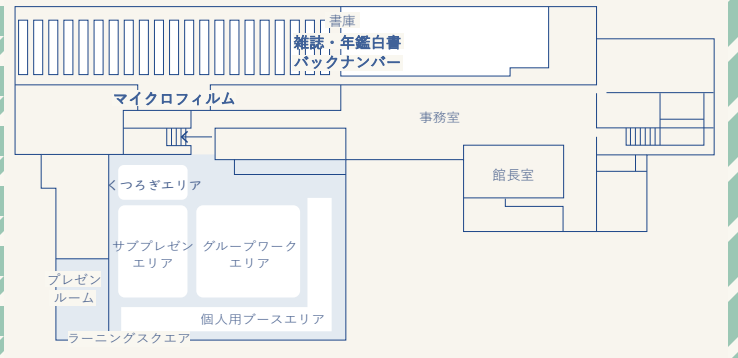 書庫
雑誌・年鑑白書
バックナンバー
マイクロフィルム
事務室
館長室
くつろぎエリア
サブプレゼン
エリア
グループワーク
エリア
プレゼン
ルーム
個人用ブースエリア
ラーニングスクエア